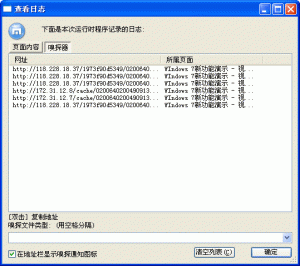 查看日志
下面是本次运行时程序记录的日志:
页面内容 嗅探器
网址 所属页面
http://118.228.18.37/1973f90d5349/0200640... Windows 7新功能演示 - 视...
http://118.228.18.37/1973f90d5349/0200640... Windows 7新功能演示 - 视...
http://172.31.12.8/cache/0200640200490913... Windows 7新功能演示 - 视...
http://172.31.12.7/cache/0200640200490913... Windows 7新功能演示 - 视...
http://118.228.18.37/1973f90d5349/0200640... Windows 7新功能演示 - 视...
http://118.228.18.37/1973f90d5349/0200640... Windows 7新功能演示 - 视...
[双击] 复制地址
嗅探文件类型: (用空格分隔)
在地址栏显示嗅探通知图标
清空列表(C) 确定